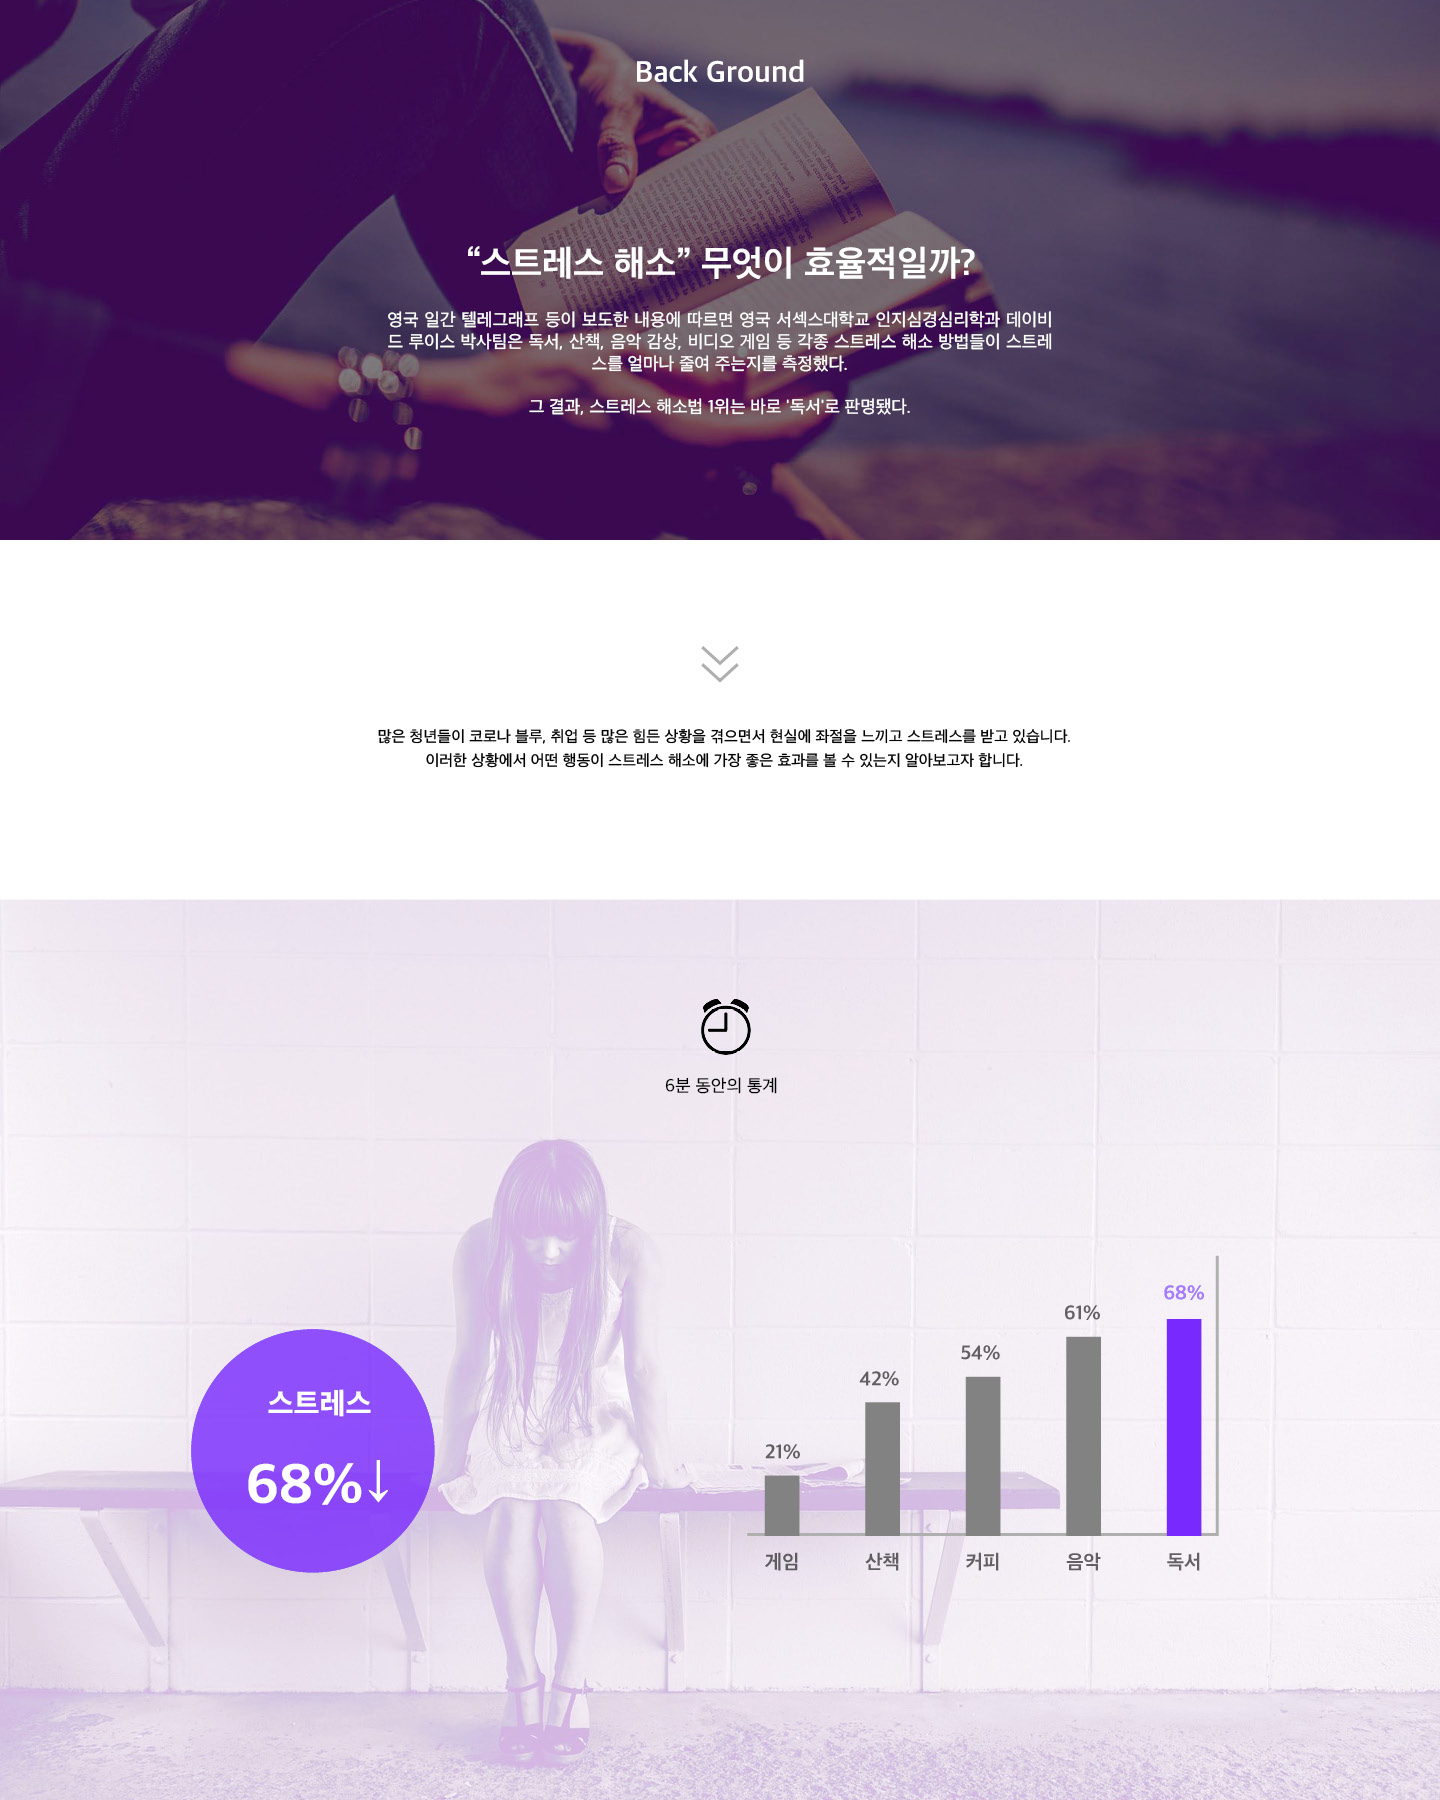 Back Ground
“스트레스 해소” 무엇이 효율적일까?
영국 일간 텔레그래프 등이 보도한 내용에 따르면 영국 서섹스대학교 인지심경심리학과 데이비
드 루이스 박사팀은 독서, 산책, 음악 감상, 비디오 게임 등 각종 스트레스 해소 방법들이 스트레
스를 얼마나 줄여 주는지를 측정했다.
그 결과, 스트레스 해소법 1위는 바로 '독서'로 판명됐다.
많은 청년들이 코로나 블루, 취업 등 많은 힘든 상황을 겪으면서 현실에 좌절을 느끼고 스트레스를 받고 있습니다.
이러한 상황에서 어떤 행동이 스트레스 해소에 가장 좋은 효과를 볼 수 있는지 알아보고자 합니다.
6분 동안의 통계
스트레스
68%↓
21%
42%
54%
61%
68%
게임
산책
커피
음악
독서